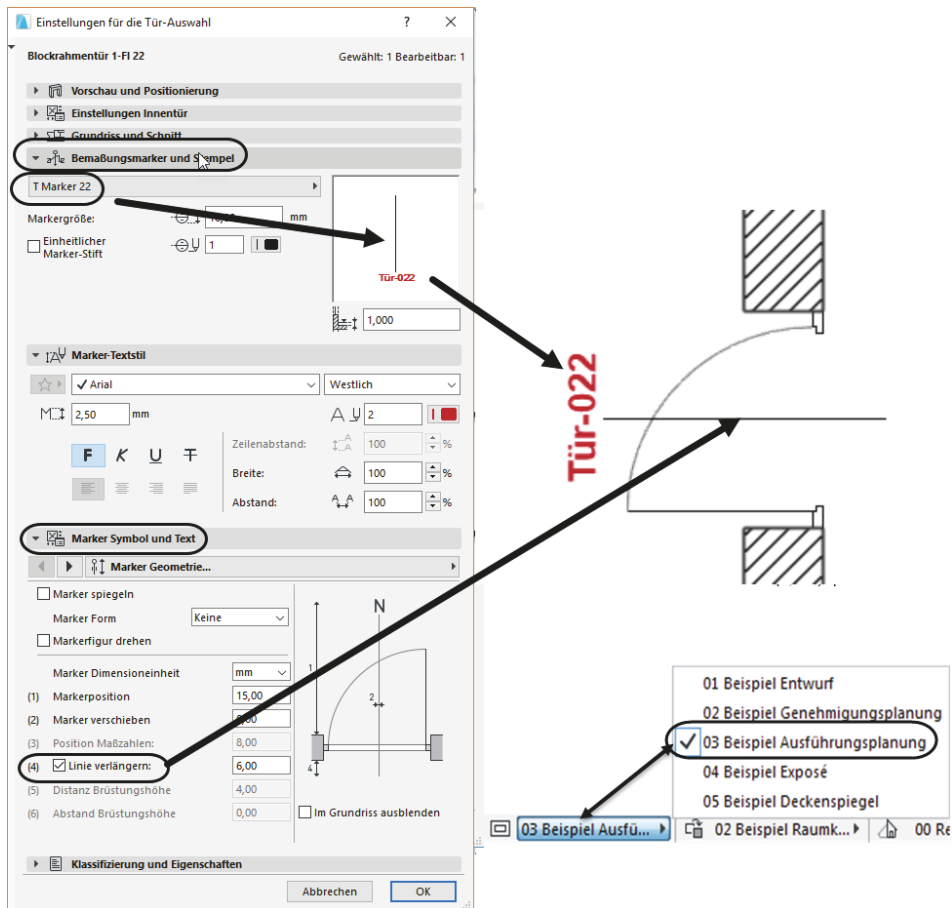 Einstellungen für die Tür-Auswahl
?
Blockrahmentür 1-Fl 22
Gewählt: 1 Bearbeitbar: 1
Vorschau und Positionierung
Einstellungen Innentür
Grundriss und Schnitt
Bemaßungsmarker und Stempel
T Marker 22
Markergröße:
mm
Einheitlicher
Marker-Stift
1
Tür-022
1,000
Marker-Textstil
Arial
Westlich
2,50 mm
2
F K U T
Zeilenabstand: 100 %
Breite: 100 %
Abstand: 100 %
Marker Symbol und Text
Marker Geometrie...
Marker spiegeln
Marker Form Keine
Markerfigur drehen
Marker Dimensioneinheit mm
(1) Markerposition 15,00
(2) Marker verschieben
(3) Position Maßzahlen: 8,00
(4) Linie verlängern: 6,00
(5) Distanz Brüstungshöhe 4,00
(6) Abstand Brüstungshöhe 0,00
N
1
2
4
Im Grundriss ausblenden
Klassifizierung und Eigenschaften
Abbrechen OK
Tür-022
01 Beispiel Entwurf
02 Beispiel Genehmigungsplanung
03 Beispiel Ausführungsplanung
04 Beispiel Exposé
05 Beispiel Deckenspiegel
03 Beispiel Ausfü... 02 Beispiel Raumk... 00 Re